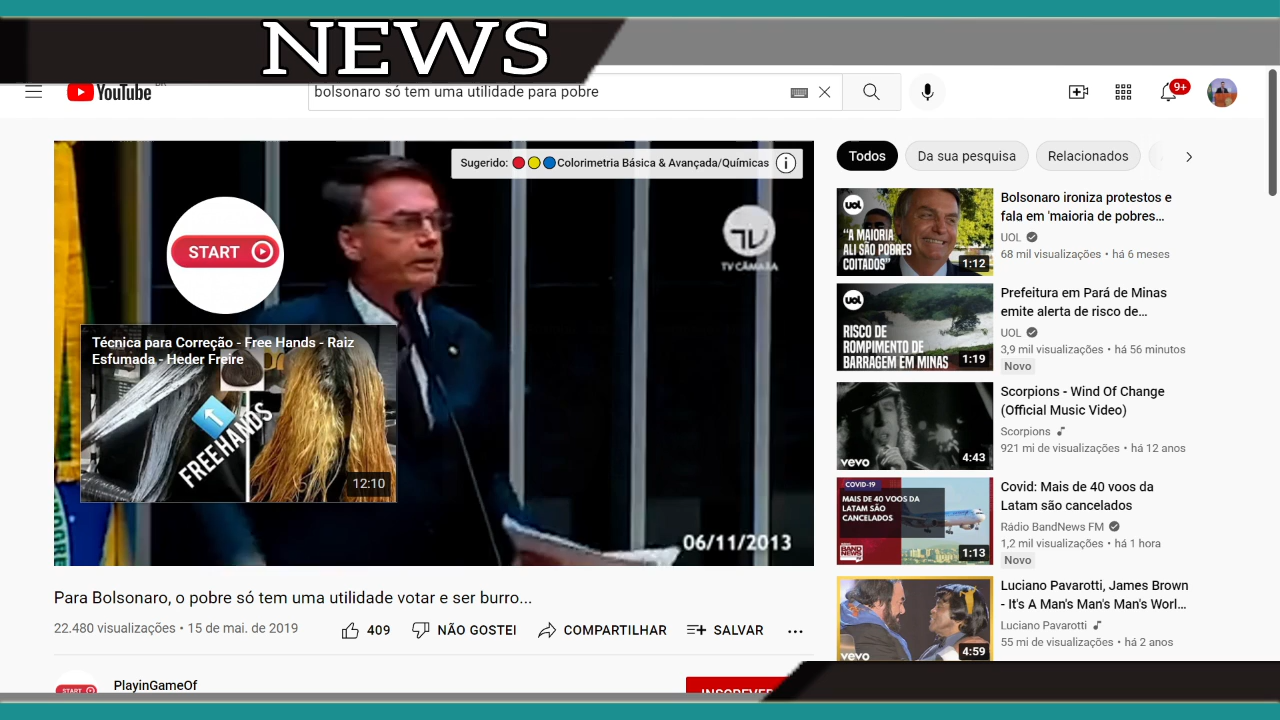 NEWS
YouTube
bolsonaro só tem uma utilidade para pobre
9+
Sugerido: Colorimetria Básica & Avançada/Químicas
START
TV CÂMARA
Técnica para Correção - Free Hands - Raiz
Esfumada - Heder Freire
FREEHANDS
12:10
06/11/2013
Para Bolsonaro, o pobre só tem uma utilidade votar e ser burro...
22.480 visualizações • 15 de mai. de 2019
409
NÃO GOSTEI
COMPARTILHAR
SALVAR
START
PlayinGameOf
Todos
Da sua pesquisa
Relacionados
uol
"A MAIORIA
ALI SÃO POBRES
COITADOS"
1:12
Bolsonaro ironiza protestos e
fala em 'maioria de pobres…
UOL
68 mil visualizações • há 6 meses
uol
RISCO DE
ROMPIMENTO DE
BARRAGEM EM MINAS
1:19
Prefeitura em Pará de Minas
emite alerta de risco de…
UOL
3,9 mil visualizações • há 56 minutos
Novo
vevo
4:43
Scorpions - Wind Of Change
(Official Music Video)
Scorpions
921 mi de visualizações • há 12 anos
COVID-19
MAIS DE 40 VOOS DA
LATAM SÃO
CANCELADOS
BAND
NEWS
1:13
Covid: Mais de 40 voos da
Latam são cancelados
Rádio BandNews FM
1,2 mil visualizações • há 1 hora
Novo
vevo
4:59
Luciano Pavarotti, James Brown
- It's A Man's Man's Man's Worl…
Luciano Pavarotti
55 mi de visualizações • há 2 anos